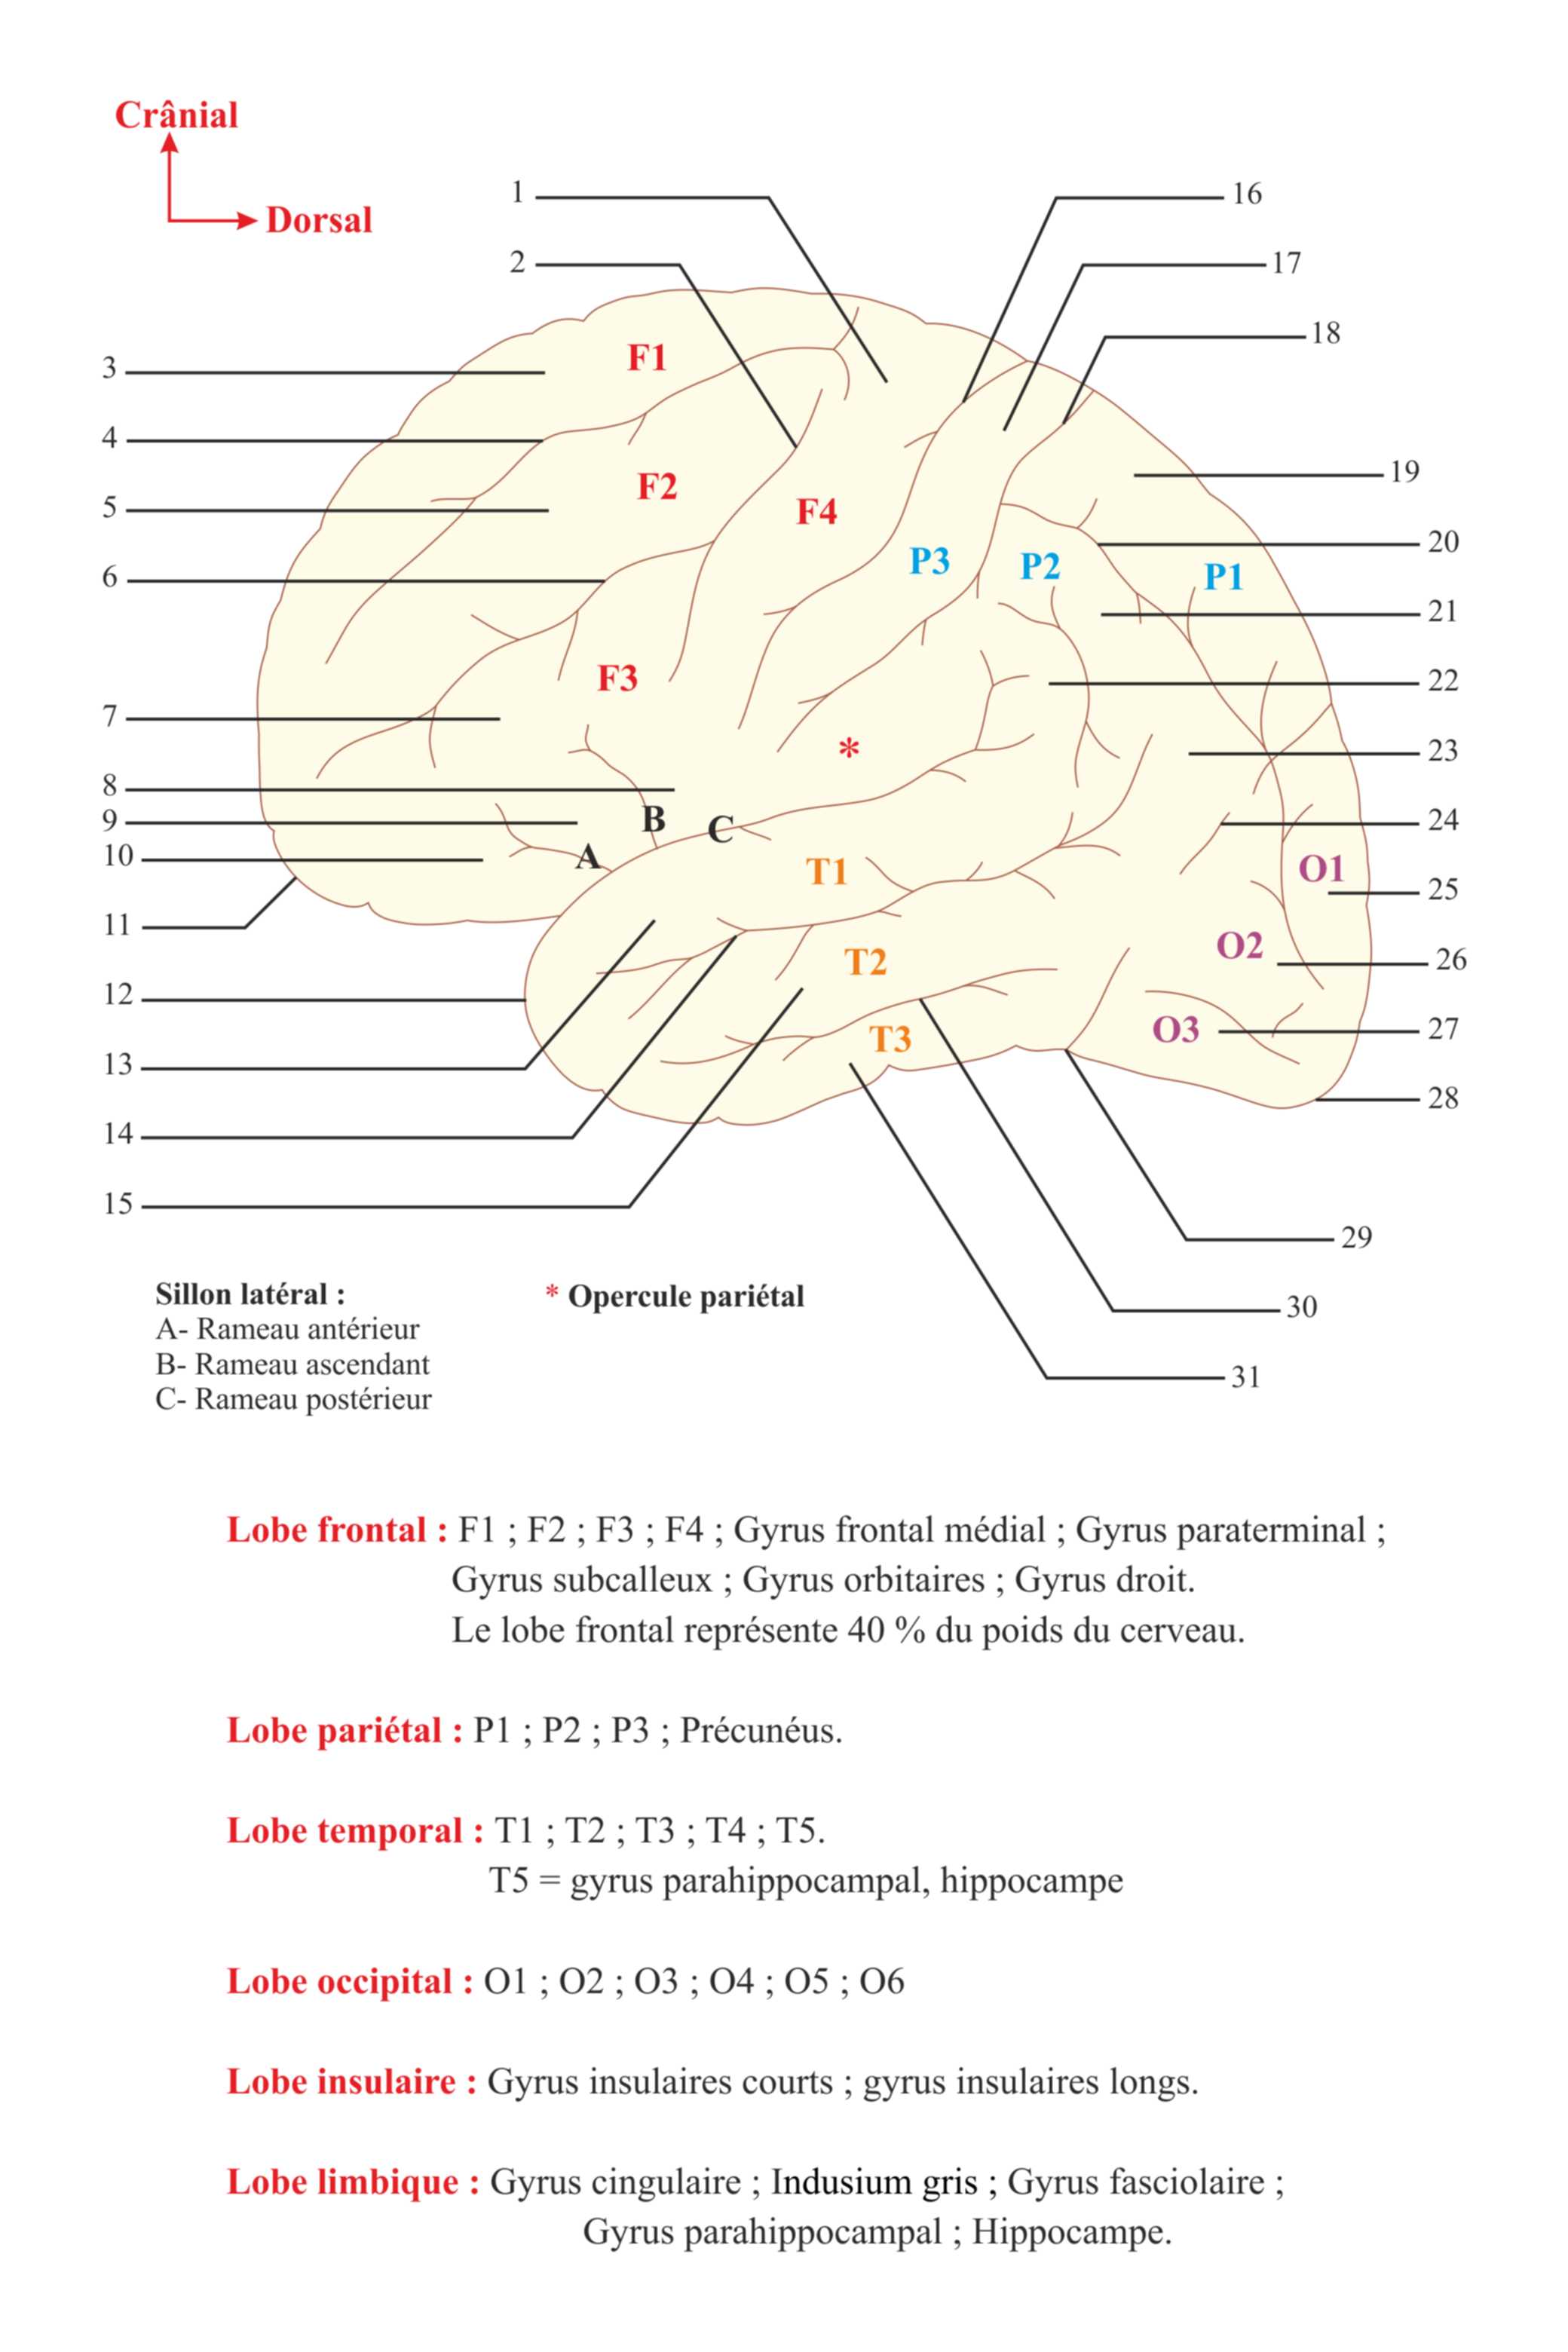 Crânial
Dorsal
1
2
3
4
5
6
7
8
9
10
11
12
13
14
15
16
17
18
19
20
21
22
23
24
25
26
27
28
29
30
31
F1
F2
F4
F3
P3
P2
P1
*
B
C
A
T1
T2
T3
O1
O2
O3
Sillon latéral :
A- Rameau antérieur
B- Rameau ascendant
C- Rameau postérieur
* Opercule pariétal
Lobe frontal : F1 ; F2 ; F3 ; F4 ; Gyrus frontal médial ; Gyrus paraterminal ;
Gyrus subcalleux ; Gyrus orbitaires ; Gyrus droit.
Le lobe frontal représente 40 % du poids du cerveau.
Lobe pariétal : P1 ; P2 ; P3 ; Précunéus.
Lobe temporal : T1 ; T2 ; T3 ; T4 ; T5.
T5 = gyrus parahippocampal, hippocampe
Lobe occipital : O1 ; O2 ; O3 ; O4 ; O5 ; O6
Lobe insulaire : Gyrus insulaires courts ; gyrus insulaires longs.
Lobe limbique : Gyrus cingulaire ; Indusium gris ; Gyrus fasciolaire ;
Gyrus parahippocampal ; Hippocampe.